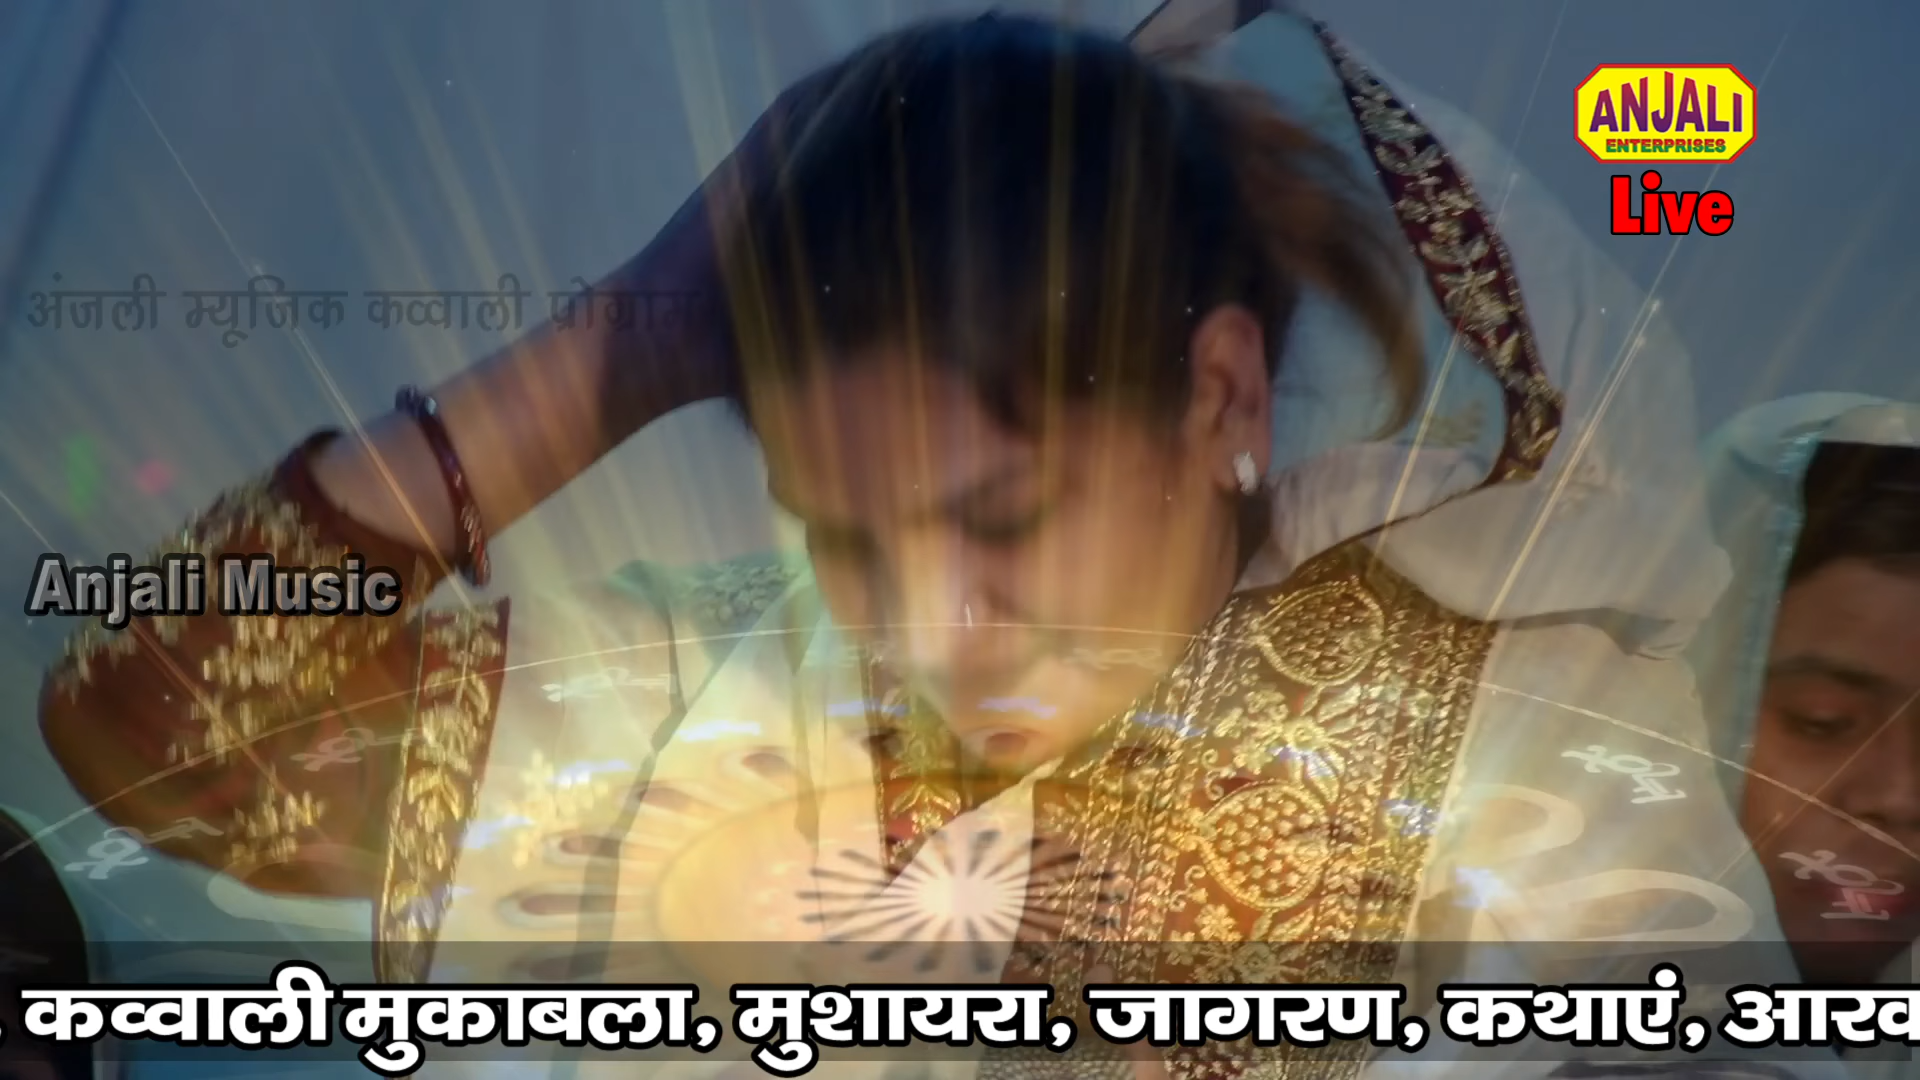 ANJALI
ENTERPRISES
Live
अंजली म्यूजिक कव्वाली प्रोग्राम
Anjali Music
कव्वाली मुकाबला, मुशायरा, जागरण, कथाएं,